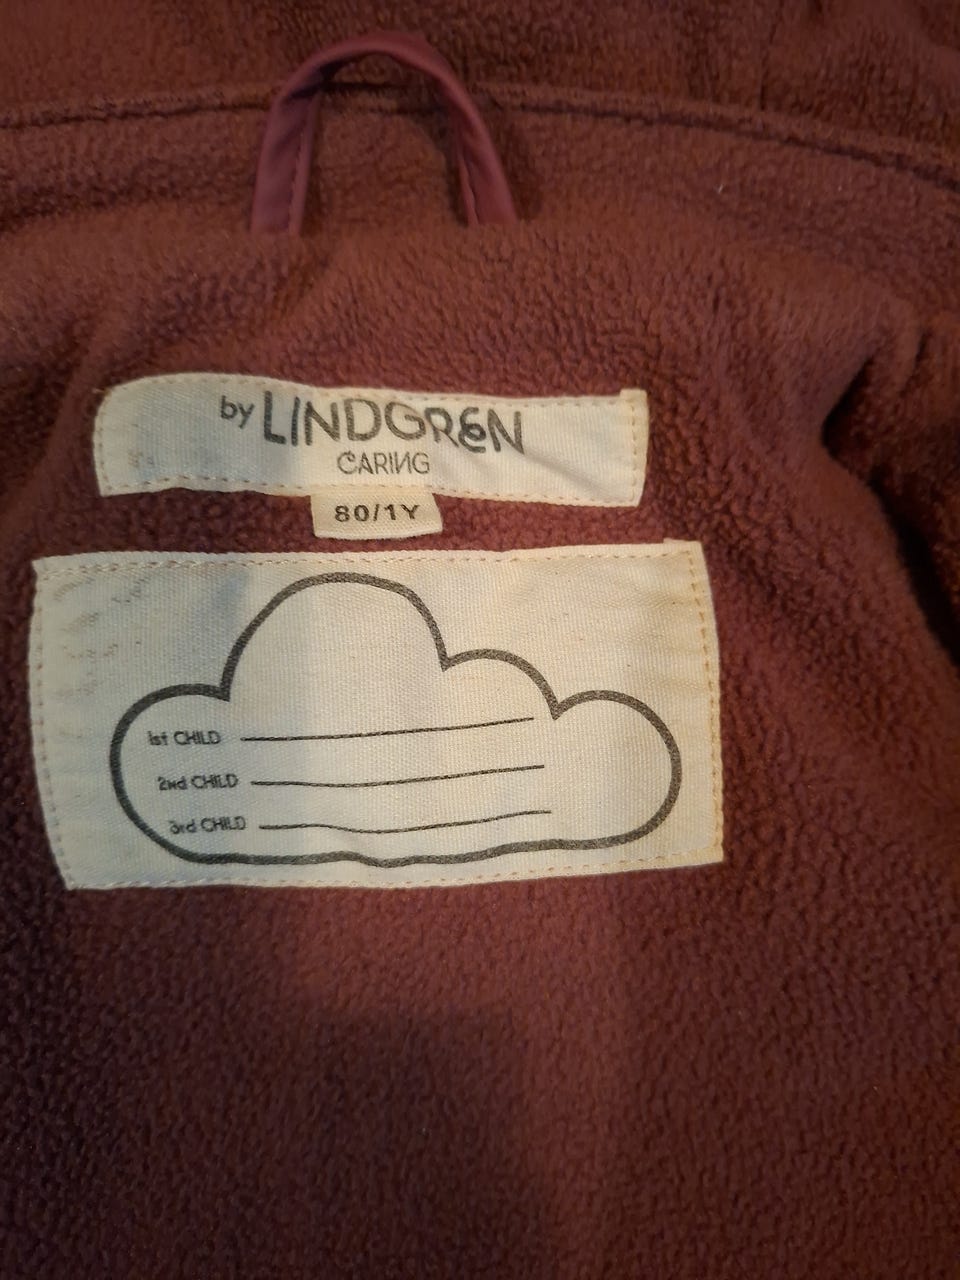 by LINDGREN
CARING
80/1Y
1st CHILD
2nd CHILD
3rd CHILD